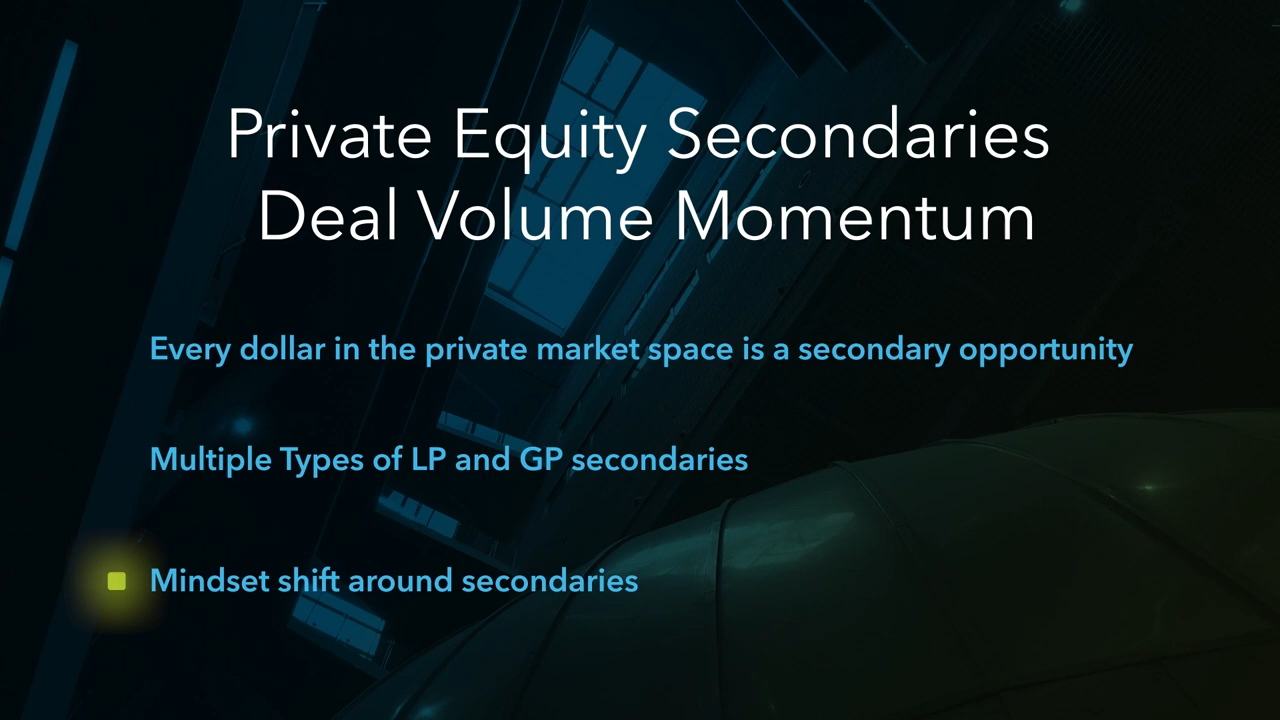 Private Equity Secondaries
Deal Volume Momentum
Every dollar in the private market space is a secondary opportunity
Multiple Types of LP and GP secondaries
Mindset shift around secondaries